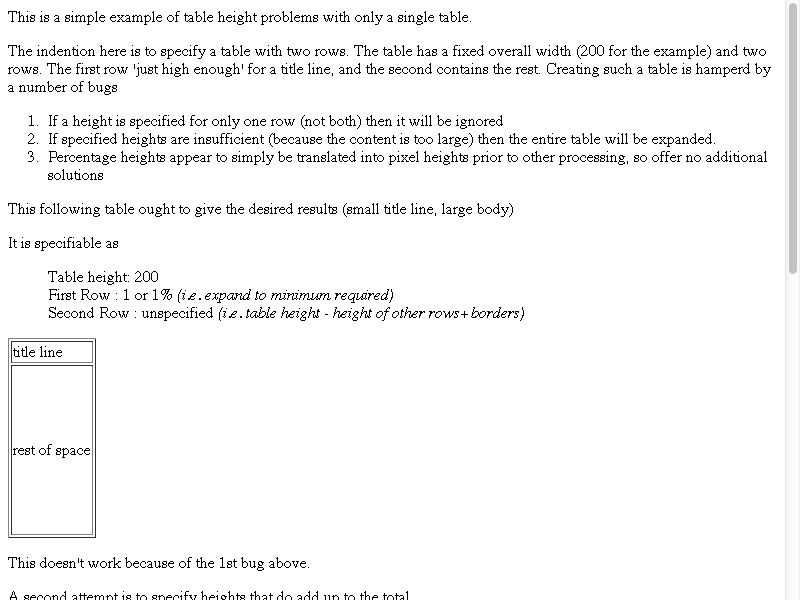 This is a simple example of table height problems with only a single table.
The indention here is to specify a table with two rows. The table has a fixed overall width (200 for the example) and two
rows. The first row 'just high enough' for a title line, and the second contains the rest. Creating such a table is hamperd by
a number of bugs
1. If a height is specified for only one row (not both) then it will be ignored
2. If specified heights are insufficient (because the content is too large) then the entire table will be expanded.
3. Percentage heights appear to simply be translated into pixel heights prior to other processing, so offer no additional
solutions
This following table ought to give the desired results (small title line, large body)
It is specifiable as
Table height: 200
First Row : 1 or 1% (i.e. expand to minimum required)
Second Row : unspecified (i.e. table height - height of other rows+borders)
title line
rest of space
This doesn't work because of the 1st bug above.
A second attempt is to specify heights that do add up to the total